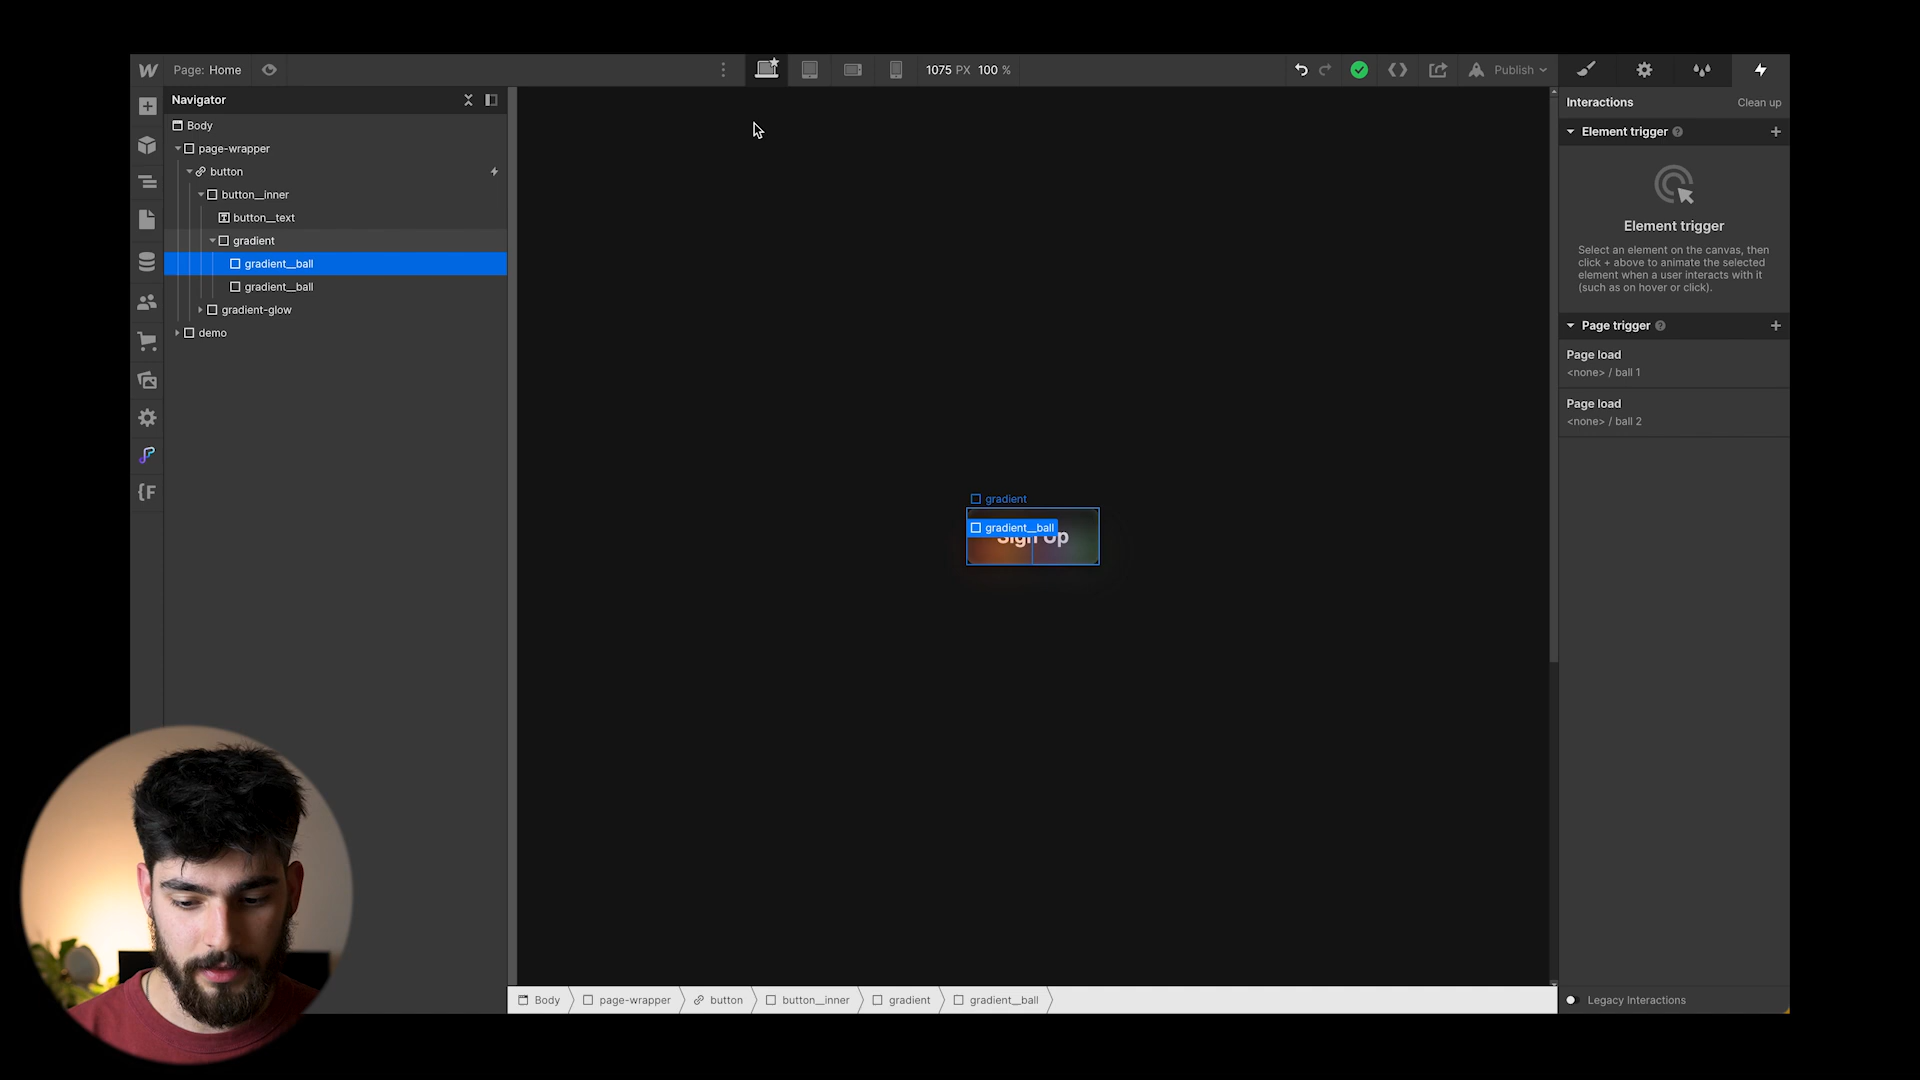 Page: Home
1075 PX 100 %
Publish
Navigator
Body
page-wrapper
button
button__inner
button__text
gradient
gradient__ball
gradient__ball
gradient-glow
demo
gradient
gradient__ball
Sign Up
Interactions
Clean up
Element trigger
Element trigger
Select an element on the canvas, then
click + above to animate the selected
element when a user interacts with it
(such as on hover or click).
Page trigger
Page load
<none> / ball 1
Page load
<none> / ball 2
Body
page-wrapper
button
button__inner
gradient
gradient__ball
Legacy Interactions